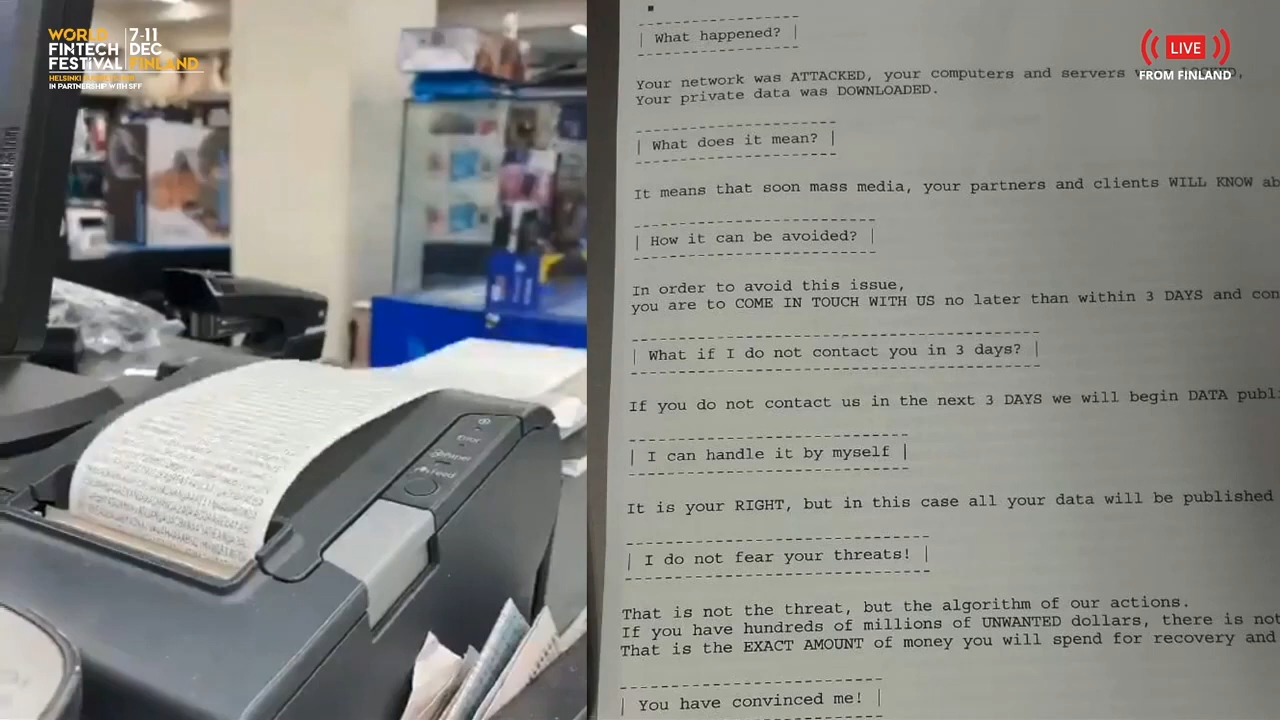 WORLD
FINTECH
FESTIVAL
7-11
DEC
FINLAND
IN PARTNERSHIP WITH SFF
LIVE
FROM FINLAND
Error
Paper
Feed
| What happened? |
Your network was ATTACKED, your computers and servers
Your private data was DOWNLOADED.
| What does it mean? |
It means that soon mass media, your partners and clients WILL KNOW ab
| How it can be avoided? |
In order to avoid this issue,
you are to COME IN TOUCH WITH US no later than within 3 DAYS and con
| What if I do not contact you in 3 days? |
If you do not contact us in the next 3 DAYS we will begin DATA publ
| I can handle it by myself |
It is your RIGHT, but in this case all your data will be published
| I do not fear your threats! |
That is not the threat, but the algorithm of our actions.
If you have hundreds of millions of UNWANTED dollars, there is not
That is the EXACT AMOUNT of money you will spend for recovery and
| You have convinced me! |